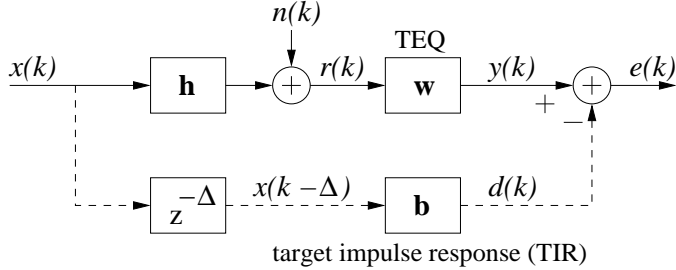 n(k)
TEQ
x(k) h + r(k) w y(k) + e(k)
+ −
z^−Δ x(k −Δ) b d(k)
target impulse response (TIR)